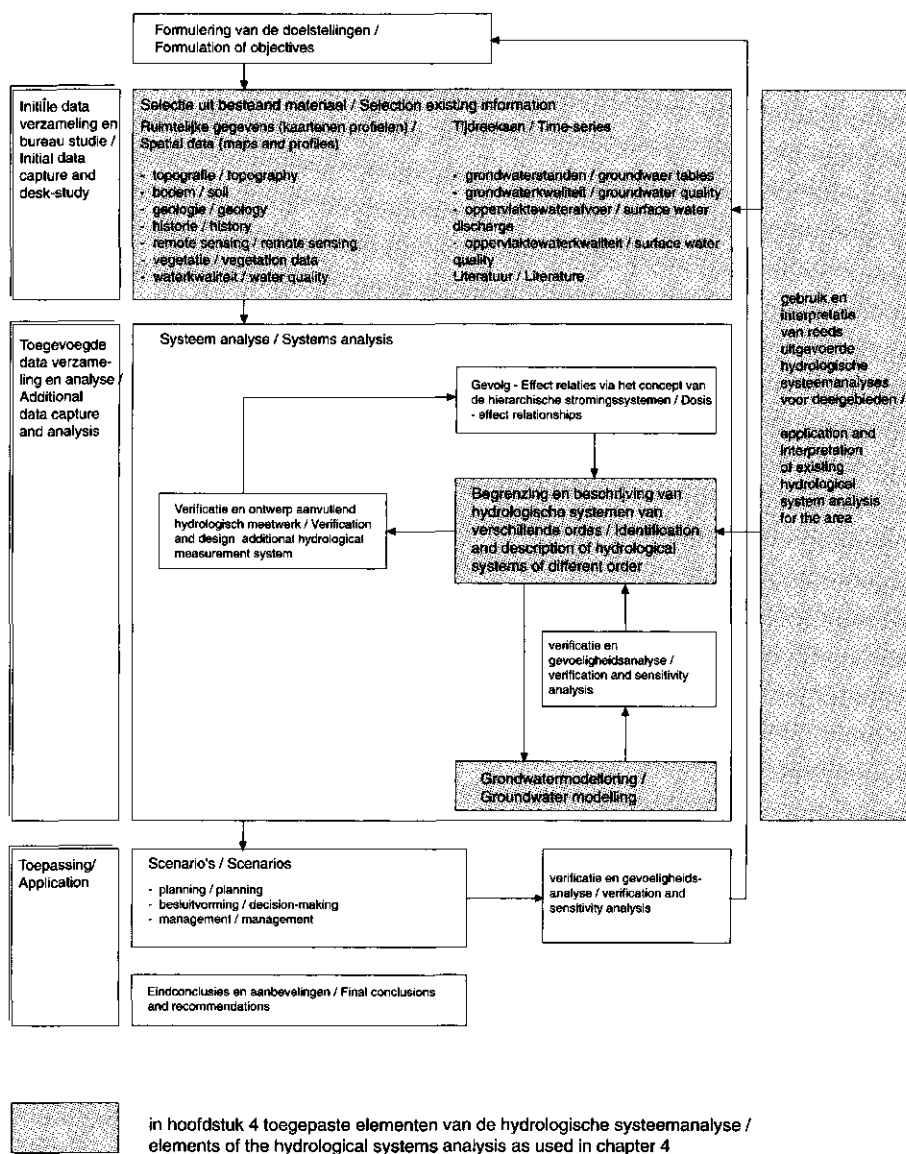 Formulering van de doelstellingen /
Formulation of objectives
Initiîle data
verzameling en
bureau studie /
Initial data
capture and
desk-study
Selectie uit bestaand materiaal / Selection existing information
Ruimtelijke gegevens (kaartenen profielen) /
Spatial data (maps and profiles)
- topografie / topography
- bodem / soil
- geologie / geology
- historie / history
- remote sensing / remote sensing
- vegetatie / vegetation data
- waterkwaliteit / water quality
Tijdreeksen / Time-series
- grondwaterstanden / groundwaer tables
- grondwaterkwaliteit / groundwater quality
- oppervlaktewaterafvoer / surface water
discharge
- oppervlaktewaterkwaliteit / surface water
quality
Literatuur / Literature
gebruik en
interpretatie
van reeds
uitgevoerde
hydrologische
systeemanalyses
voor deelgebieden /
application and
interpretation
of existing
hydrological
system analysis
for the area
Toegevoegde
data verzame-
ling en analyse /
Additional
data capture
and analysis
Systeem analyse / Systems analysis
Gevolg - Effect relaties via het concept van
de hierarchische stromingssystemen / Dosis
- effect relationships
Verificatie en ontwerp aanvullend
hydrologisch meetwerk / Verification
and design additional hydrological
measurement system
Begrenzing en beschrijving van
hydrologische systemen van
verschillende ordes / Identification
and description of hydrological
systems of different order
verificatie en
gevoeligheidsanalyse /
verification and sensitivity
analysis
Grondwatermodellering /
Groundwater modelling
Toepassing/
Application
Scenario's / Scenarios
- planning / planning
- besluitvorming / decision-making
- management / management
verificatie en gevoeligheids-
analyse / verification and
sensitivity analysis
Eindconclusies en aanbevelingen / Final conclusions
and recommendations
in hoofdstuk 4 toegepaste elementen van de hydrologische systeemanalyse /
elements of the hydrological systems analysis as used in chapter 4